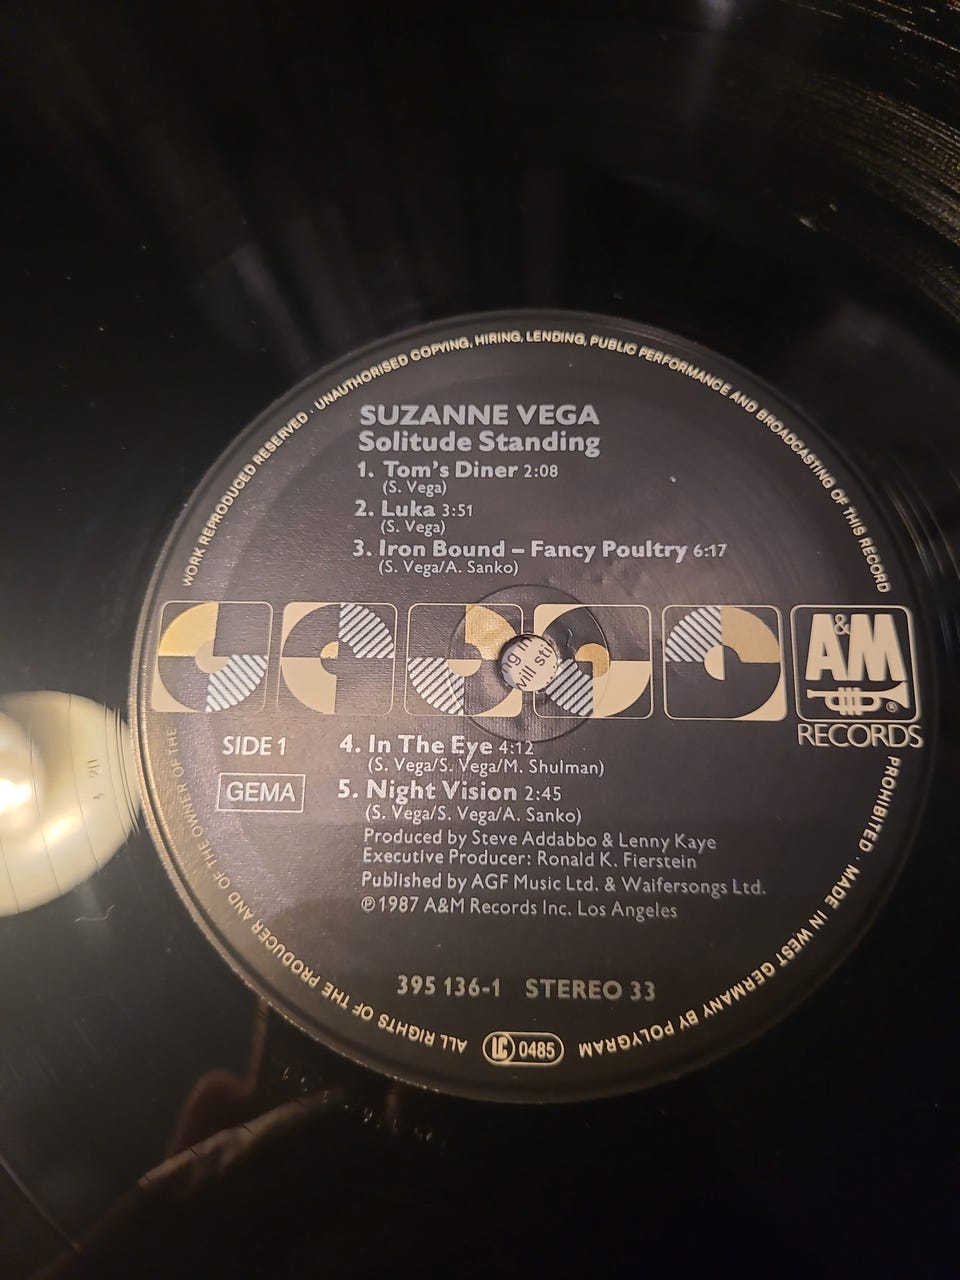 SUZANNE VEGA
Solitude Standing
1. Tom's Diner 2:08
(S. Vega)
2. Luka 3:51
(S. Vega)
3. Iron Bound – Fancy Poultry 6:17
(S. Vega/A. Sanko)
ng in
will sti
A&M
®
RECORDS
SIDE 1
GEMA
4. In The Eye 4:12
(S. Vega/S. Vega/M. Shulman)
5. Night Vision 2:45
(S. Vega/S. Vega/A. Sanko)
Produced by Steve Addabbo & Lenny Kaye
Executive Producer: Ronald K. Fierstein
Published by AGF Music Ltd. & Waifersongs Ltd.
℗ 1987 A&M Records Inc. Los Angeles
395 136-1 STEREO 33
LC 0485
ALL RIGHTS OF THE PRODUCER AND OF THE OWNER OF THE WORK REPRODUCED RESERVED · UNAUTHORISED COPYING, HIRING, LENDING, PUBLIC PERFORMANCE AND BROADCASTING OF THIS RECORD PROHIBITED · MADE IN WEST GERMANY BY POLYGRAM